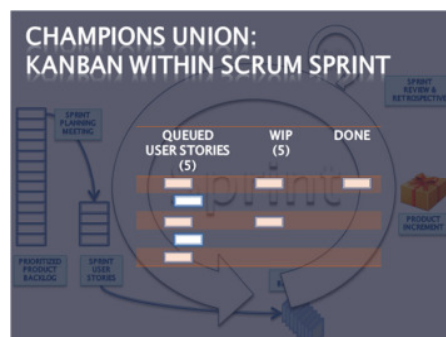 CHAMPIONS UNION:
KANBAN WITHIN SCRUM SPRINT
SPRINT
REVIEW &
RETROSPECTIVE
SPRINT
PLANNING
MEETING
QUEUED
USER STORIES
(5)
WIP
(5)
DONE
Sprint
PRODUCT
INCREMENT
PRIORITIZED
PRODUCT
BACKLOG
SPRINT
USER
STORIES